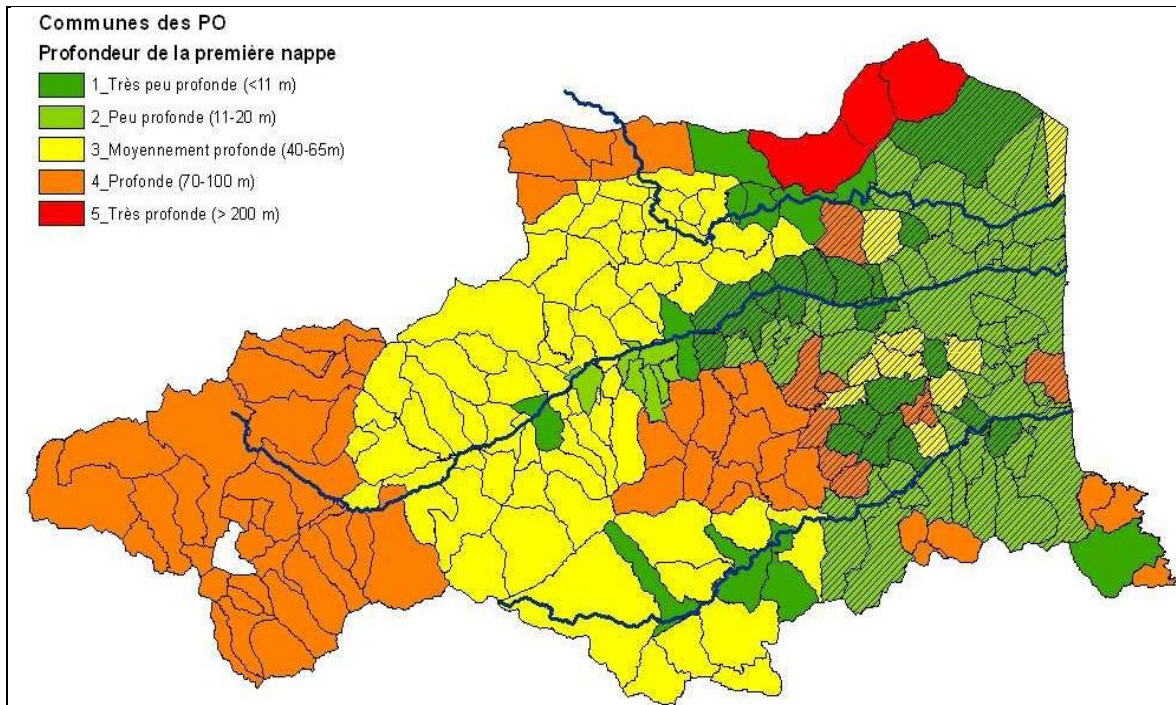 Communes des PO
Profondeur de la première nappe
1_Très peu profonde (<11 m)
2_Peu profonde (11-20 m)
3_Moyennement profonde (40-65m)
4_Profonde (70-100 m)
5_Très profonde (> 200 m)